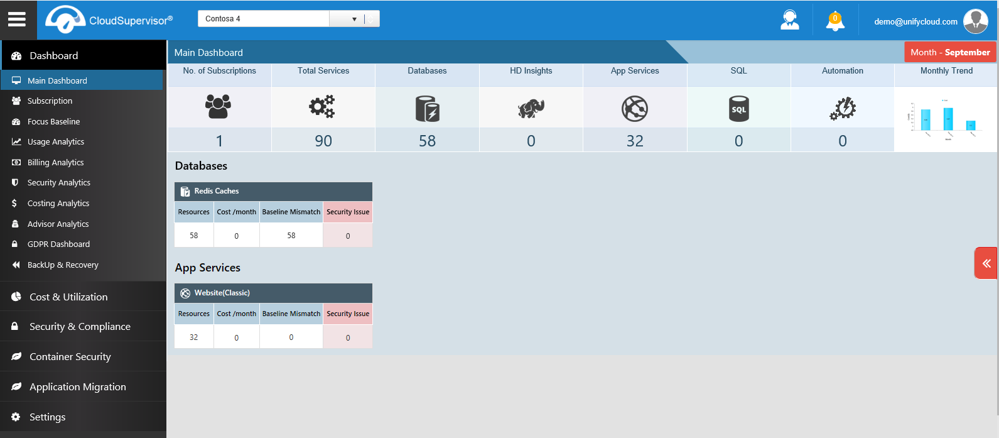 CloudSupervisor®
Contosa 4
0
demo@unifycloud.com
Dashboard
Main Dashboard
Subscription
Focus Baseline
Usage Analytics
Billing Analytics
Security Analytics
Costing Analytics
Advisor Analytics
GDPR Dashboard
BackUp & Recovery
Cost & Utilization
Security & Compliance
Container Security
Application Migration
Settings
Main Dashboard
Month - September
No. of Subscriptions Total Services Databases HD Insights App Services SQL Automation Monthly Trend
SQL
1 90 58 0 32 0 0
Databases
Redis Caches
Resources Cost /month Baseline Mismatch Security Issue
58 0 58 0
App Services
Website(Classic)
Resources Cost /month Baseline Mismatch Security Issue
32 0 0 0